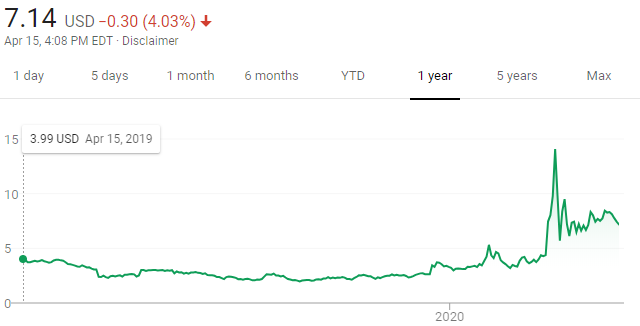 7.14 USD −0.30 (4.03%)
Apr 15, 4:08 PM EDT · Disclaimer
1 day 5 days 1 month 6 months YTD 1 year 5 years Max
15
3.99 USD Apr 15, 2019
10
5
0
2020